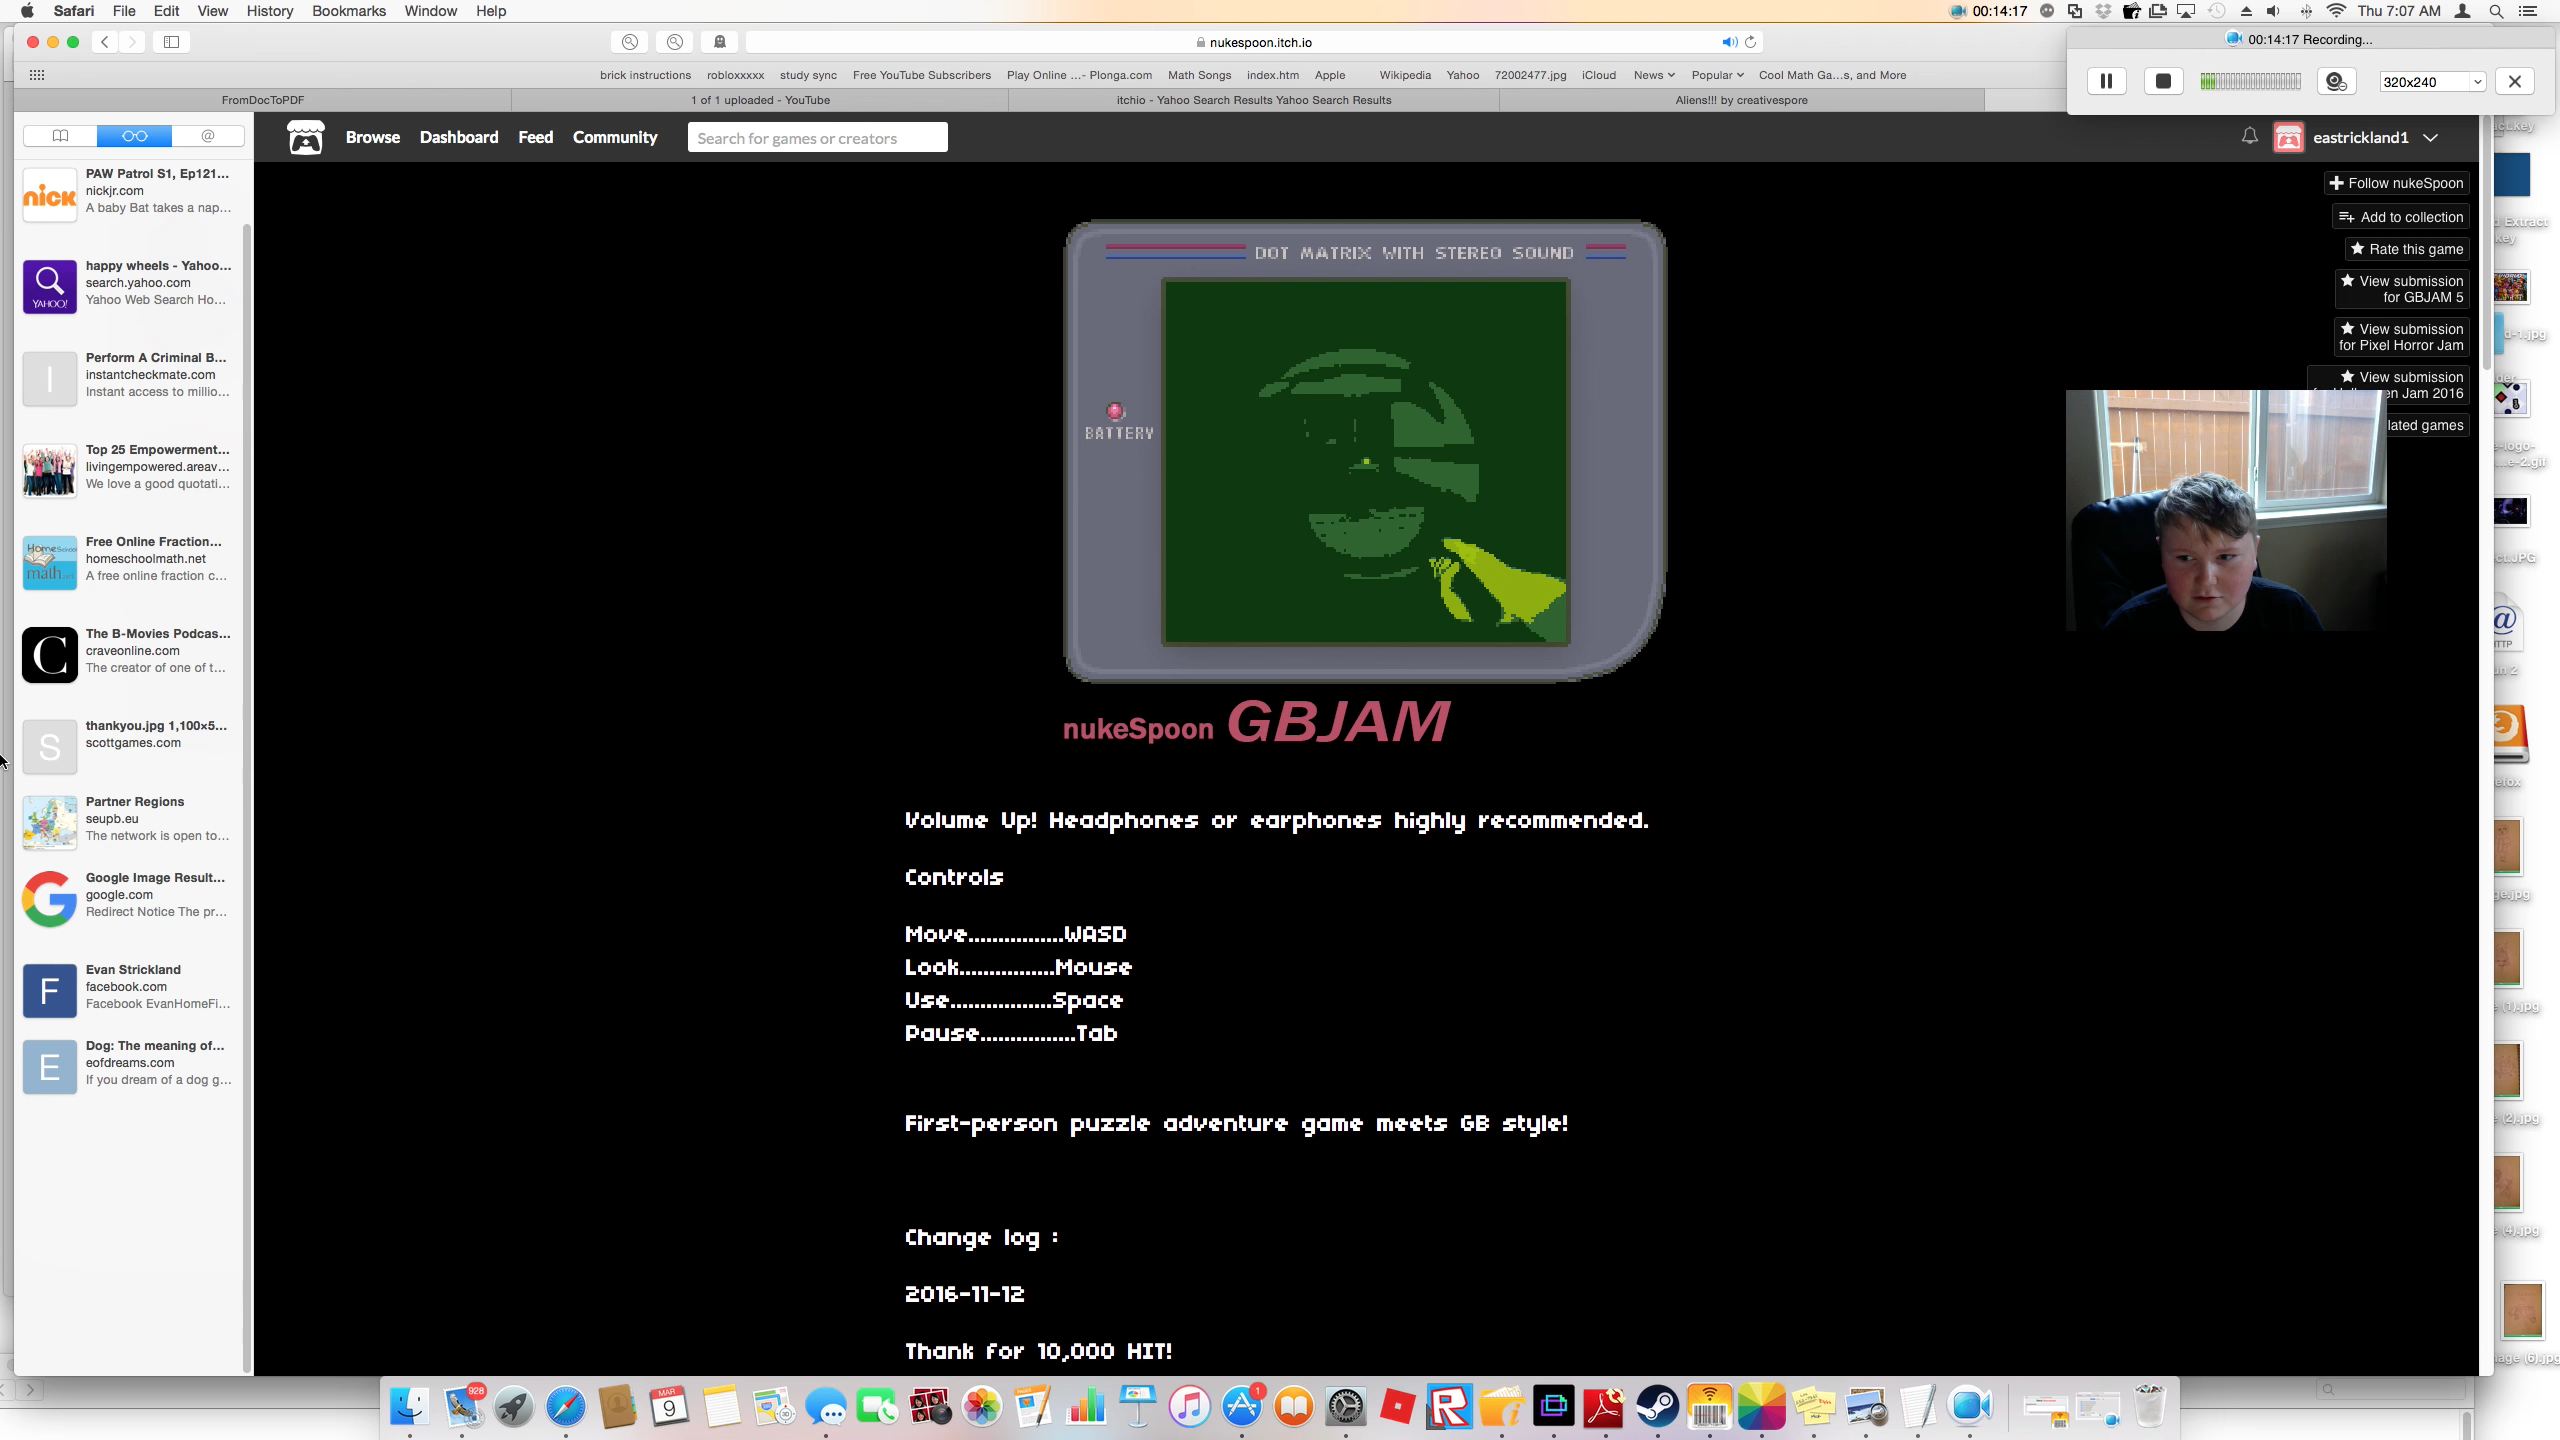 Safari File Edit View History Bookmarks Window Help
00:14:17
Thu 7:07 AM
nukespoon.itch.io
00:14:17 Recording...
320x240
brick instructions robloxxxxx study sync Free YouTube Subscribers Play Online ...- Plonga.com Math Songs index.htm Apple Wikipedia Yahoo 72002477.jpg iCloud News Popular Cool Math Ga...s, and More
FromDocToPDF
1 of 1 uploaded - YouTube
itchio - Yahoo Search Results Yahoo Search Results
Aliens!!! by creativespore
Browse Dashboard Feed Community
Search for games or creators
eastrickland1
Follow nukeSpoon
Add to collection
Rate this game
View submission
for GBJAM 5
View submission
for Pixel Horror Jam
View submission
en Jam 2016
lated games
nick
PAW Patrol S1, Ep121...
nickjr.com
A baby Bat takes a nap...
YAHOO!
happy wheels - Yahoo...
search.yahoo.com
Yahoo Web Search Ho...
I
Perform A Criminal B...
instantcheckmate.com
Instant access to millio...
Top 25 Empowerment...
livingempowered.areav...
We love a good quotati...
Free Online Fraction...
homeschoolmath.net
A free online fraction c...
C
The B-Movies Podcas...
craveonline.com
The creator of one of t...
S
thankyou.jpg 1,100×5...
scottgames.com
Partner Regions
seupb.eu
The network is open to...
Google Image Result...
google.com
Redirect Notice The pr...
F
Evan Strickland
facebook.com
Facebook EvanHomeFi...
E
Dog: The meaning of...
eofdreams.com
If you dream of a dog g...
DOT MATRIX WITH STEREO SOUND
BATTERY
nukeSpoon GBJAM
Volume Up! Headphones or earphones highly recommended.
Controls
Move................WASD
Look................Mouse
Use.................Space
Pause................Tab
First-person puzzle adventure game meets GB style!
Change log :
2016-11-12
Thank for 10,000 HIT!
928
MAR
9
1